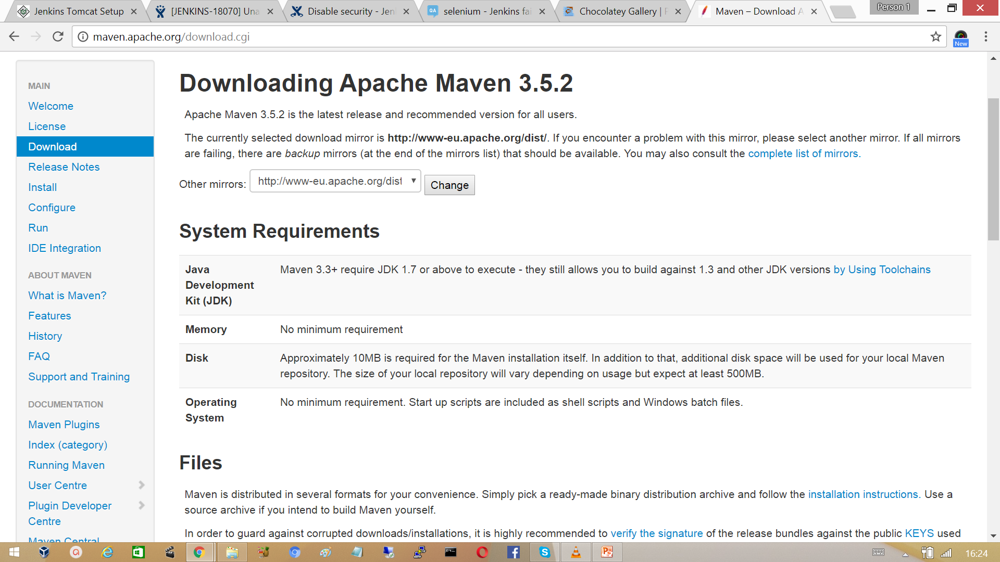 Jenkins Tomcat Setup
[JENKINS-18070] Una
Disable security - Jen
selenium - Jenkins fai
Chocolatey Gallery | P
Maven – Download A
Person 1
maven.apache.org/download.cgi
New
MAIN
Welcome
License
Download
Release Notes
Install
Configure
Run
IDE Integration
ABOUT MAVEN
What is Maven?
Features
History
FAQ
Support and Training
DOCUMENTATION
Maven Plugins
Index (category)
Running Maven
User Centre
Plugin Developer
Centre
Maven Central
Downloading Apache Maven 3.5.2
Apache Maven 3.5.2 is the latest release and recommended version for all users.
The currently selected download mirror is http://www-eu.apache.org/dist/. If you encounter a problem with this mirror, please select another mirror. If all mirrors
are failing, there are backup mirrors (at the end of the mirrors list) that should be available. You may also consult the complete list of mirrors.
Other mirrors: http://www-eu.apache.org/dist Change
System Requirements
Java
Development
Kit (JDK)
Maven 3.3+ require JDK 1.7 or above to execute - they still allows you to build against 1.3 and other JDK versions by Using Toolchains
Memory
No minimum requirement
Disk
Approximately 10MB is required for the Maven installation itself. In addition to that, additional disk space will be used for your local Maven
repository. The size of your local repository will vary depending on usage but expect at least 500MB.
Operating
System
No minimum requirement. Start up scripts are included as shell scripts and Windows batch files.
Files
Maven is distributed in several formats for your convenience. Simply pick a ready-made binary distribution archive and follow the installation instructions. Use a
source archive if you intend to build Maven yourself.
In order to guard against corrupted downloads/installations, it is highly recommended to verify the signature of the release bundles against the public KEYS used
16:24